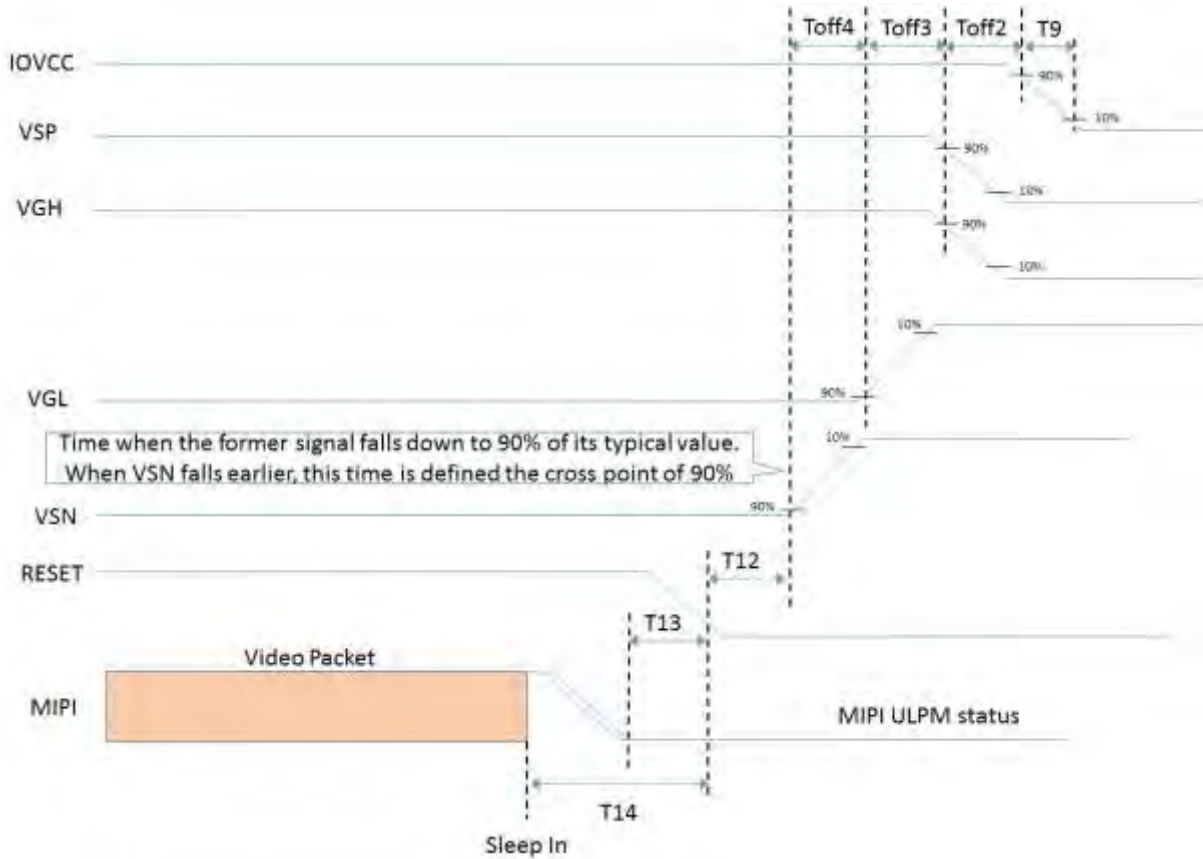 Toff4 Toff3 Toff2 T9
IOVCC
90%
10%
VSP
90%
10%
VGH
90%
10%
10%
VGL
90%
Time when the former signal falls down to 90% of its typical value.
When VSN falls earlier, this time is defined the cross point of 90%
10%
VSN
90%
RESET
T12
T13
Video Packet
MIPI
MIPI ULPM status
T14
Sleep In